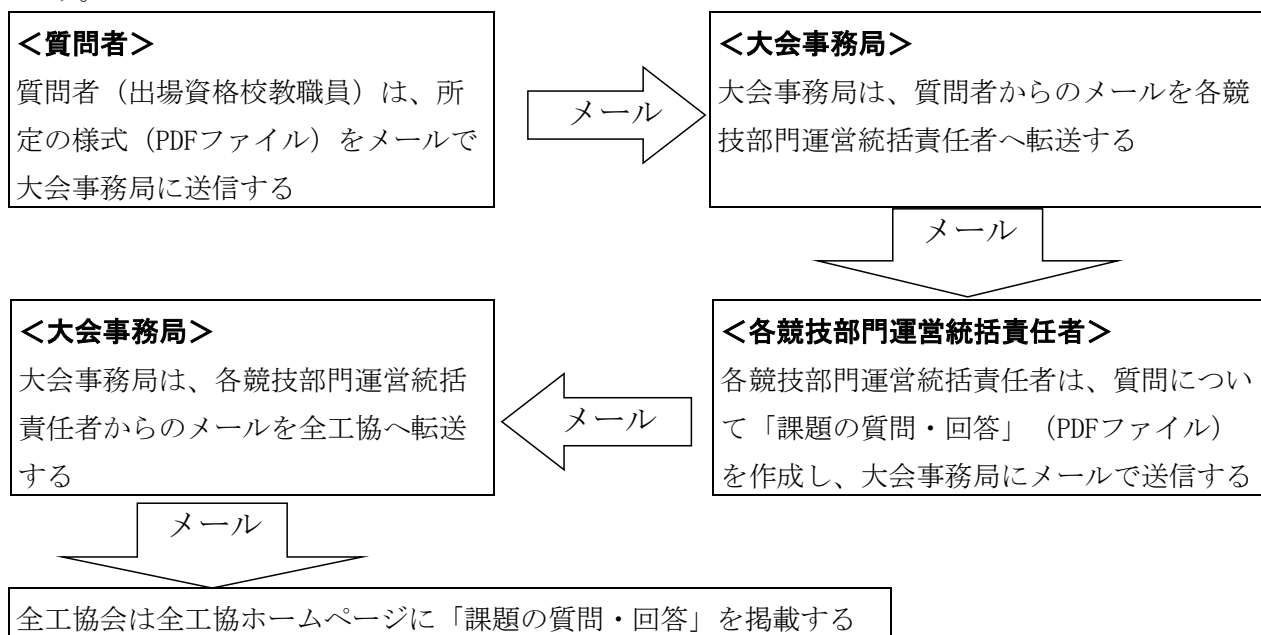 す。
＜質問者＞
質問者（出場資格校教職員）は、所
定の様式（PDFファイル）をメールで
大会事務局に送信する
メール
＜大会事務局＞
大会事務局は、質問者からのメールを各競
技部門運営統括責任者へ転送する
メール
＜各競技部門運営統括責任者＞
各競技部門運営統括責任者は、質問につい
て「課題の質問・回答」（PDFファイル）
を作成し、大会事務局にメールで送信する
メール
＜大会事務局＞
大会事務局は、各競技部門運営統括
責任者からのメールを全工協へ転送
する
メール
全工協会は全工協ホームページに「課題の質問・回答」を掲載する